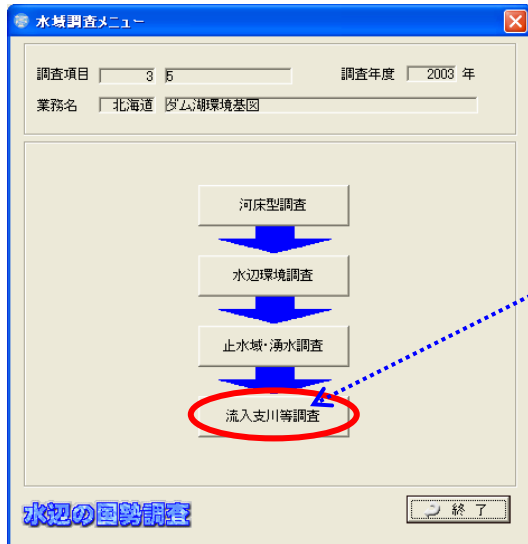 水域調査メニュー
調査項目 3 5 調査年度 2003 年
業務名 北海道 ダム湖環境基図
河床型調査
水辺環境調査
止水域・湧水調査
流入支川等調査
水辺の国勢調査
終 了